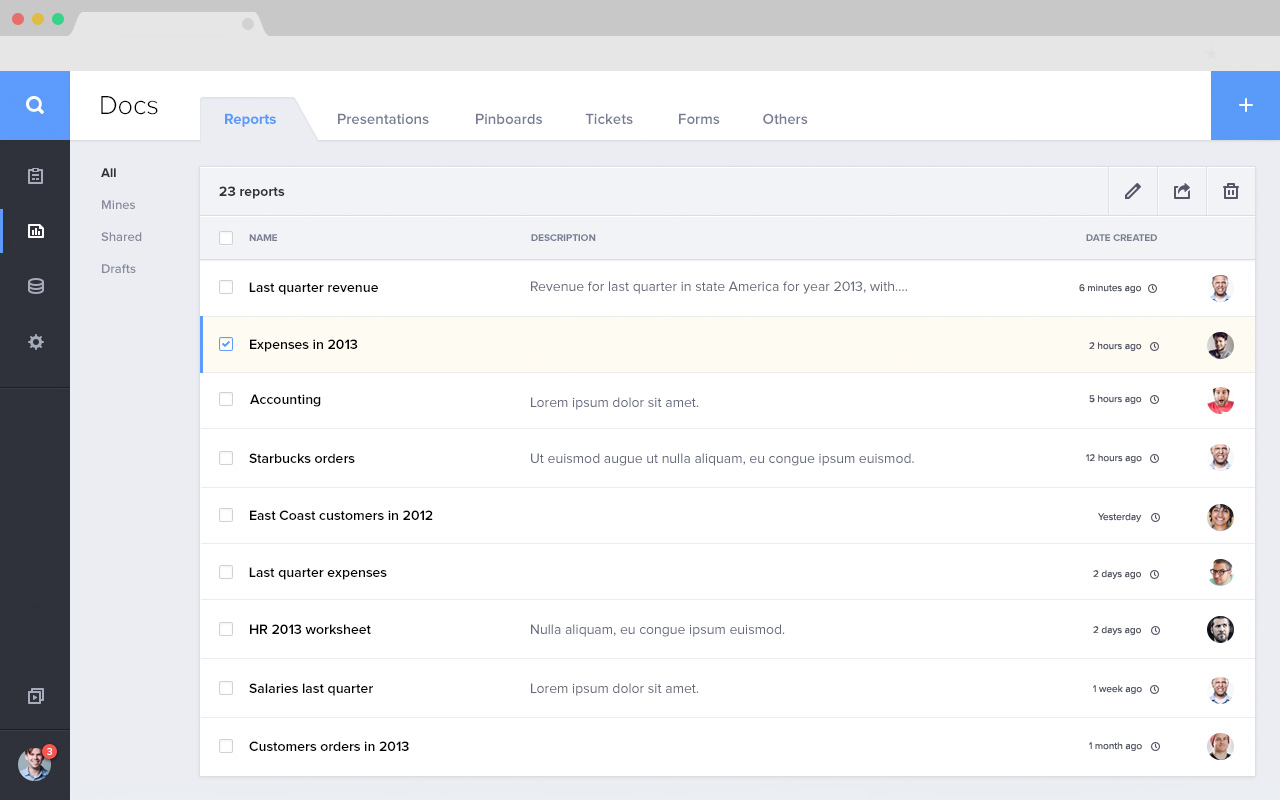 Docs
Reports Presentations Pinboards Tickets Forms Others
All
Mines
Shared
Drafts
23 reports
NAME DESCRIPTION DATE CREATED
Last quarter revenue Revenue for last quarter in state America for year 2013, with.... 6 minutes ago
Expenses in 2013 2 hours ago
Accounting Lorem ipsum dolor sit amet. 5 hours ago
Starbucks orders Ut euismod augue ut nulla aliquam, eu congue ipsum euismod. 12 hours ago
East Coast customers in 2012 Yesterday
Last quarter expenses 2 days ago
HR 2013 worksheet Nulla aliquam, eu congue ipsum euismod. 2 days ago
Salaries last quarter Lorem ipsum dolor sit amet. 1 week ago
Customers orders in 2013 1 month ago
3